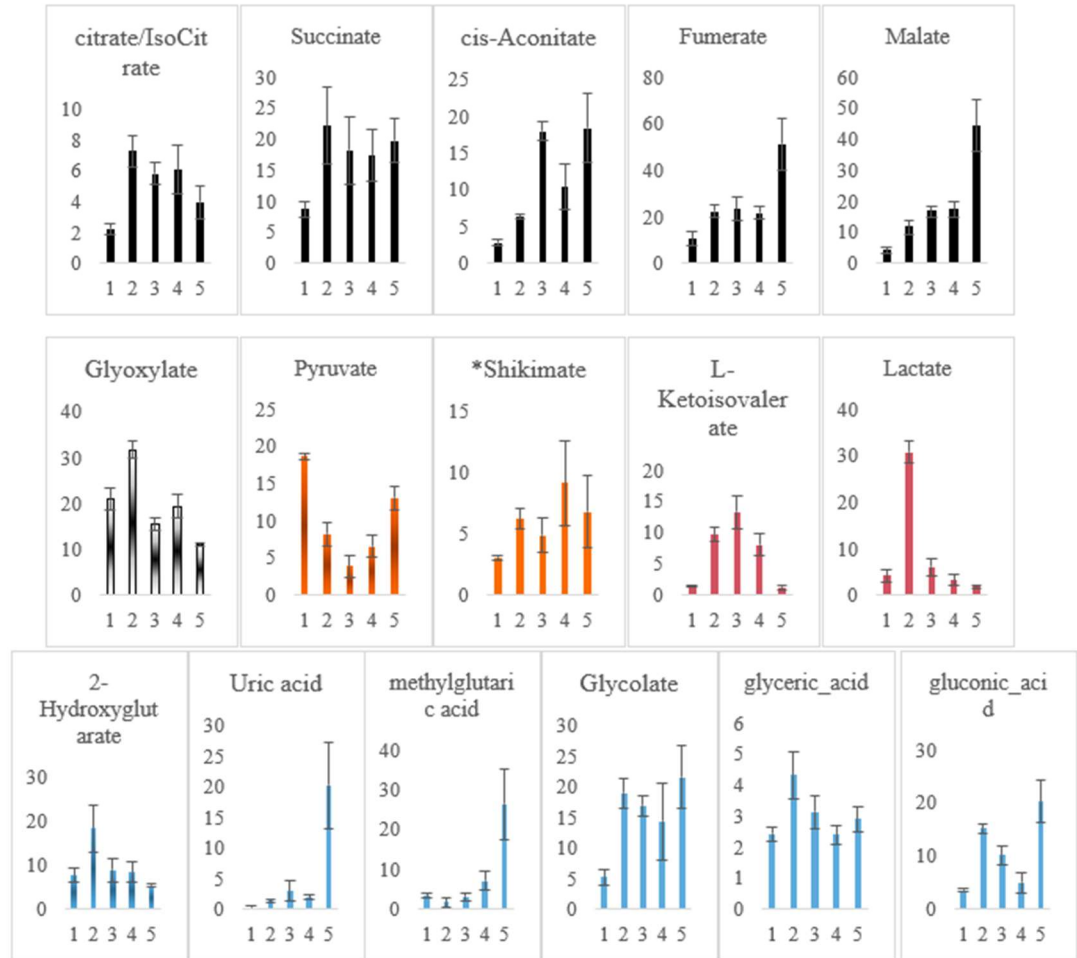 citrate/IsoCit
rate
10
8
6
4
2
0
1 2 3 4 5
Succinate
30
25
20
15
10
5
0
1 2 3 4 5
cis-Aconitate
25
20
15
10
5
0
1 2 3 4 5
Fumerate
80
60
40
20
0
1 2 3 4 5
Malate
60
50
40
30
20
10
0
1 2 3 4 5
Glyoxylate
40
30
20
10
0
1 2 3 4 5
Pyruvate
25
20
15
10
5
0
1 2 3 4 5
*Shikimate
15
10
5
0
1 2 3 4 5
L-
Ketoisovaler
ate
20
15
10
5
0
1 2 3 4 5
Lactate
40
30
20
10
0
1 2 3 4 5
2-
Hydroxyglut
arate
30
20
10
0
1 2 3 4 5
Uric acid
30
25
20
15
10
5
0
1 2 3 4 5
methylglutari
c acid
40
30
20
10
0
1 2 3 4 5
Glycolate
30
25
20
15
10
5
0
1 2 3 4 5
glyceric_acid
6
5
4
3
2
1
0
1 2 3 4 5
gluconic_aci
d
30
20
10
0
1 2 3 4 5